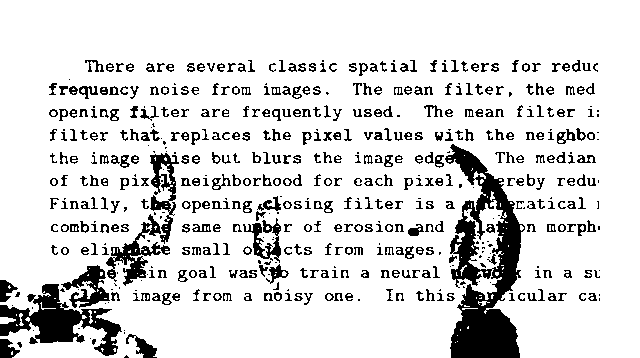 There are several classic spatial filters for reduc
frequency noise from images. The mean filter, the med
opening filter are frequently used. The mean filter i
filter that replaces the pixel values with the neighbo
the image noise but blurs the image edge The median
of the pixel neighborhood for each pixel, thereby redu
Finally, the opening closing filter is a mathematical
combines the same number of erosion and dilation morph
to eliminate small objects from images.
The main goal was to train a neural network in a su
clean image from a noisy one. In this particular cas